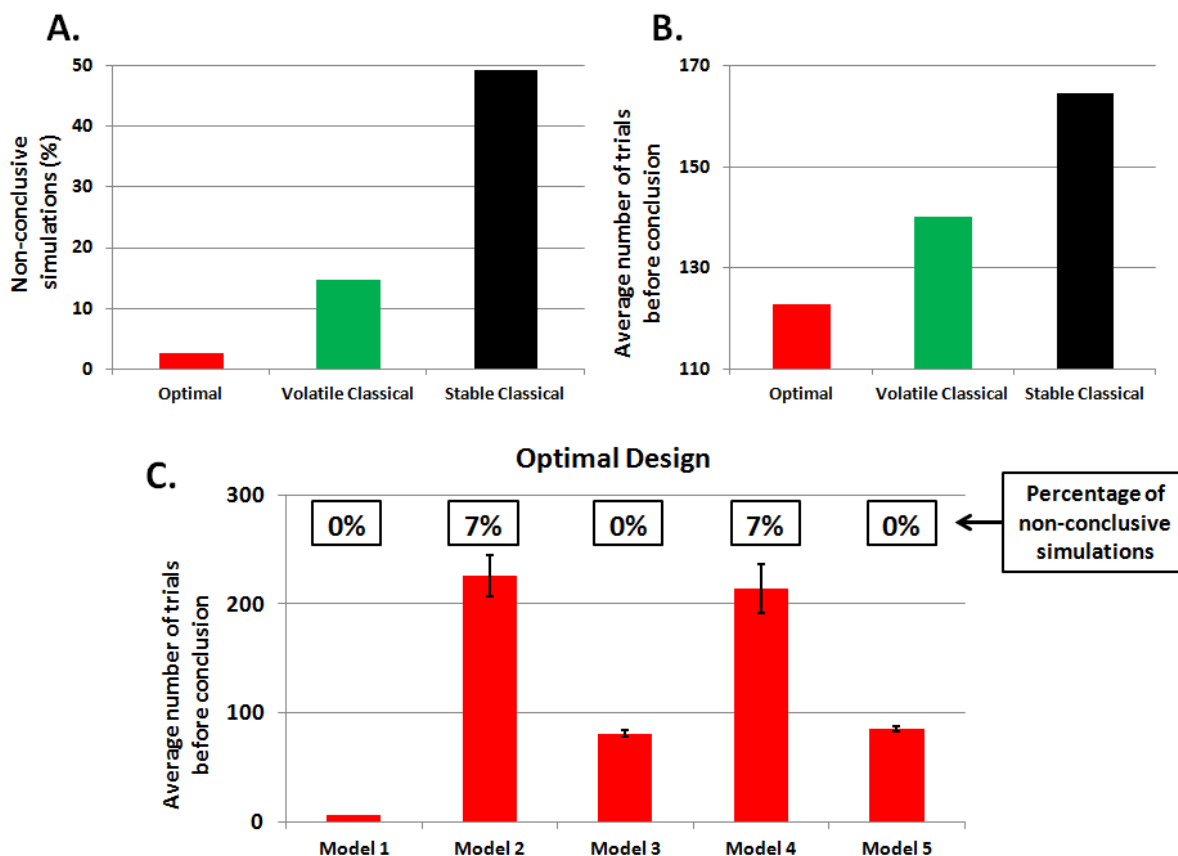 A.
Non-conclusive
simulations (%)
50
40
30
20
10
0
Optimal
Volatile Classical
Stable Classical
B.
Average number of trials
before conclusion
170
150
130
110
Optimal
Volatile Classical
Stable Classical
C.
Optimal Design
Average number of trials
before conclusion
300
200
100
0
0%
7%
0%
7%
0%
Percentage of
non-conclusive
simulations
Model 1
Model 2
Model 3
Model 4
Model 5